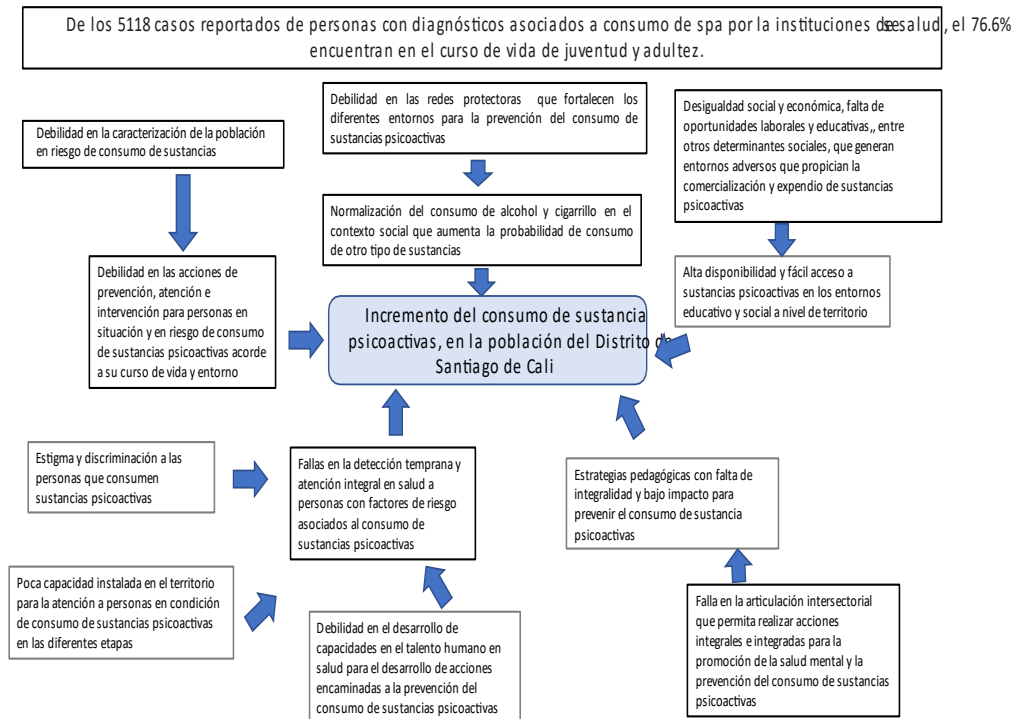 De los 5118 casos reportados de personas con diagnósticos asociados a consumo de spa por la instituciones de salud, el 76.6% se
encuentran en el curso de vida de juventud y adultez.
Debilidad en la caracterización de la población
en riesgo de consumo de sustancias
Debilidad en las redes protectoras que fortalecen los
diferentes entornos para la prevención del consumo de
sustancias psicoactivas
Desigualdad social y económica, falta de
oportunidades laborales y educativas,, entre
otros determinantes sociales, que generan
entornos adversos que propician la
comercialización y expendio de sustancias
psicoactivas
Normalización del consumo de alcohol y cigarrillo en el
contexto social que aumenta la probabilidad de consumo
de otro tipo de sustancias
Debilidad en las acciones de
prevención, atención e
intervención para personas en
situación y en riesgo de consumo
de sustancias psicoactivas acorde
a su curso de vida y entorno
Alta disponibilidad y fácil acceso a
sustancias psicoactivas en los entornos
educativo y social a nivel de territorio
Incremento del consumo de sustancia
psicoactivas, en la población del Distrito de
Santiago de Cali
Estigma y discriminación a las
personas que consumen
sustancias psicoactivas
Fallas en la detección temprana y
atención integral en salud a
personas con factores de riesgo
asociados al consumo de
sustancias psicoactivas
Estrategias pedagógicas con falta de
integralidad y bajo impacto para
prevenir el consumo de sustancia
psicoactivas
Poca capacidad instalada en el territorio
para la atención a personas en condición
de consumo de sustancias psicoactivas
en las diferentes etapas
Debilidad en el desarrollo de
capacidades en el talento humano en
salud para el desarrollo de acciones
encaminadas a la prevención del
consumo de sustancias psicoactivas
Falla en la articulación intersectorial
que permita realizar acciones
integrales e integradas para la
promoción de la salud mental y la
prevención del consumo de sustancias
psicoactivas